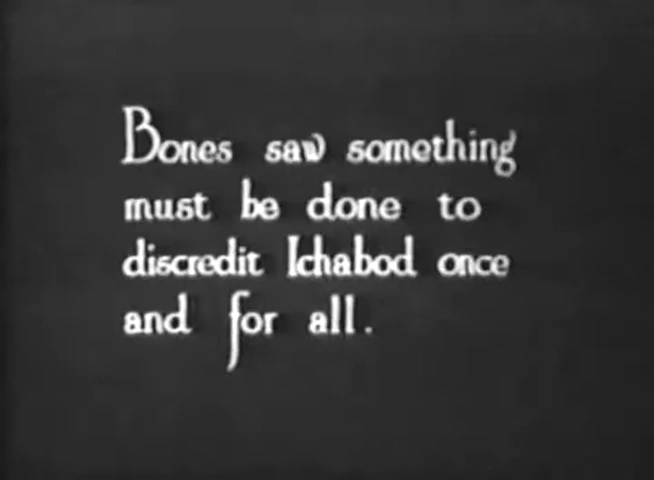 Bones saw something
must be done to
discredit Ichabod once
and for all.